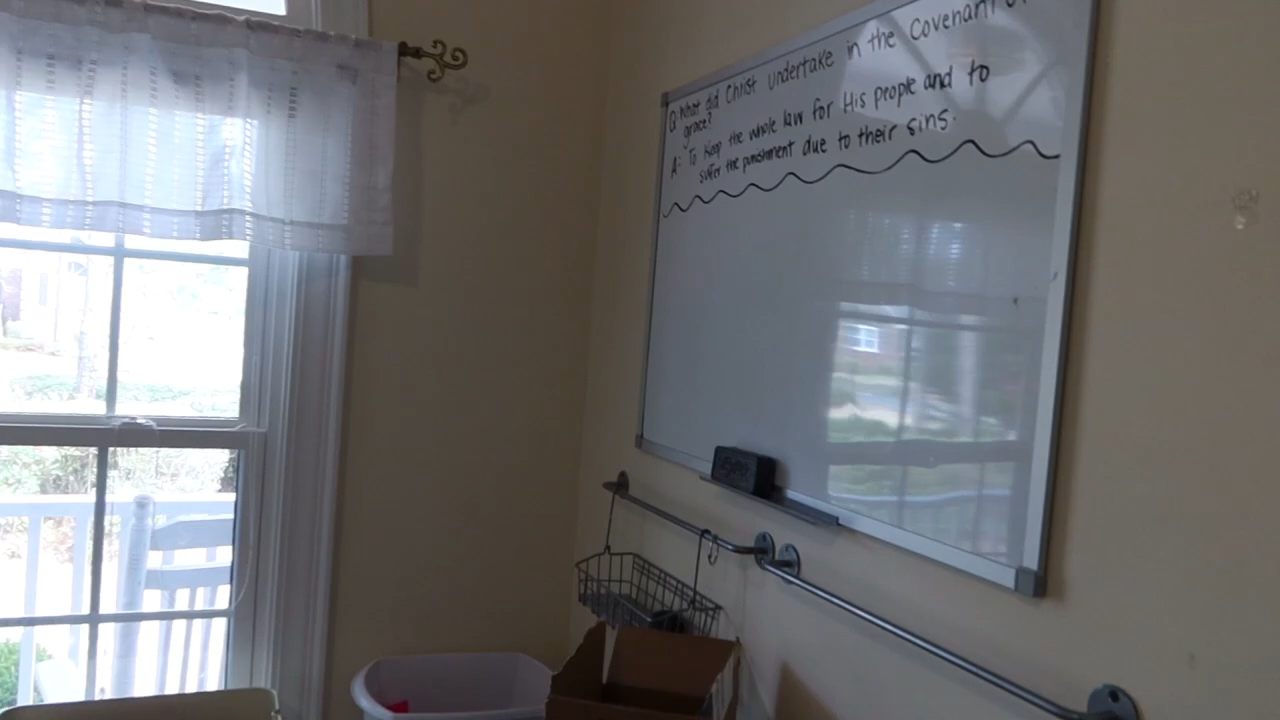 Q: What did Christ undertake in the Covenant of
grace?
A: To keep the whole law for His people and to
suffer the punishment due to their sins.